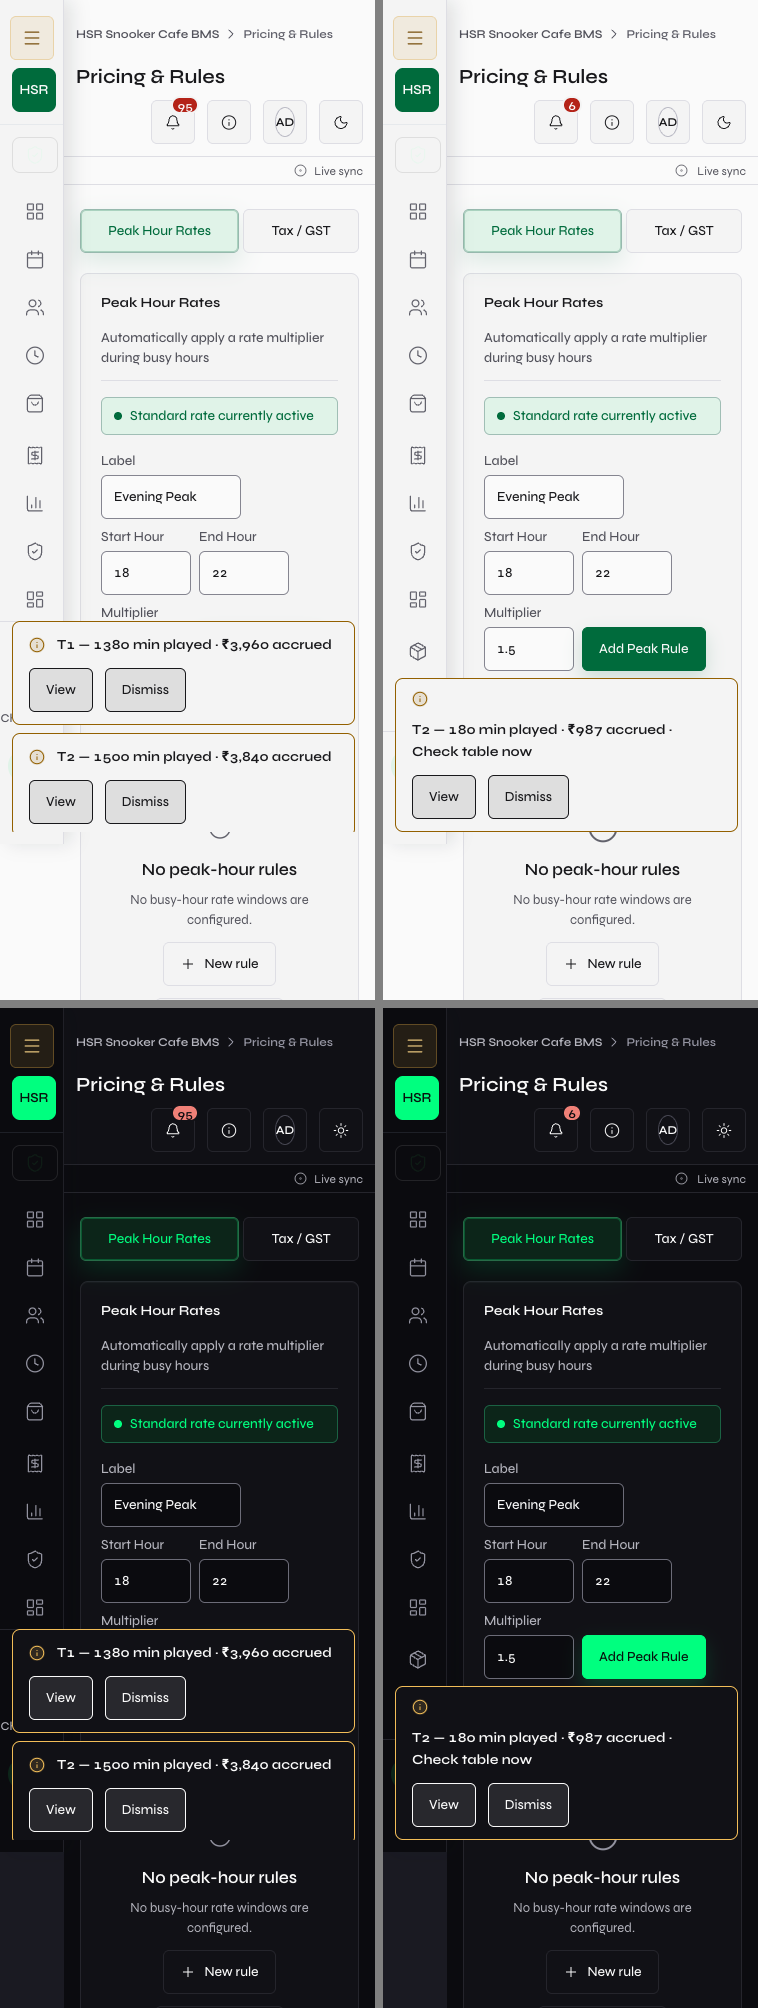 HSR Snooker Cafe BMS > Pricing & Rules
HSR
Pricing & Rules
95
AD
Live sync
Peak Hour Rates
Tax / GST
Peak Hour Rates
Automatically apply a rate multiplier
during busy hours
Standard rate currently active
Label
Evening Peak
Start Hour End Hour
18 22
Multiplier
T1 — 1380 min played · ₹3,960 accrued
View Dismiss
T2 — 1500 min played · ₹3,840 accrued
View Dismiss
No peak-hour rules
No busy-hour rate windows are
configured.
+ New rule
HSR Snooker Cafe BMS > Pricing & Rules
HSR
Pricing & Rules
6
AD
Live sync
Peak Hour Rates
Tax / GST
Peak Hour Rates
Automatically apply a rate multiplier
during busy hours
Standard rate currently active
Label
Evening Peak
Start Hour End Hour
18 22
Multiplier
1.5 Add Peak Rule
T2 — 180 min played · ₹987 accrued ·
Check table now
View Dismiss
No peak-hour rules
No busy-hour rate windows are
configured.
+ New rule
HSR Snooker Cafe BMS > Pricing & Rules
HSR
Pricing & Rules
95
AD
Live sync
Peak Hour Rates
Tax / GST
Peak Hour Rates
Automatically apply a rate multiplier
during busy hours
Standard rate currently active
Label
Evening Peak
Start Hour End Hour
18 22
Multiplier
T1 — 1380 min played · ₹3,960 accrued
View Dismiss
T2 — 1500 min played · ₹3,840 accrued
View Dismiss
No peak-hour rules
No busy-hour rate windows are
configured.
+ New rule
HSR Snooker Cafe BMS > Pricing & Rules
HSR
Pricing & Rules
6
AD
Live sync
Peak Hour Rates
Tax / GST
Peak Hour Rates
Automatically apply a rate multiplier
during busy hours
Standard rate currently active
Label
Evening Peak
Start Hour End Hour
18 22
Multiplier
1.5 Add Peak Rule
T2 — 180 min played · ₹987 accrued ·
Check table now
View Dismiss
No peak-hour rules
No busy-hour rate windows are
configured.
+ New rule